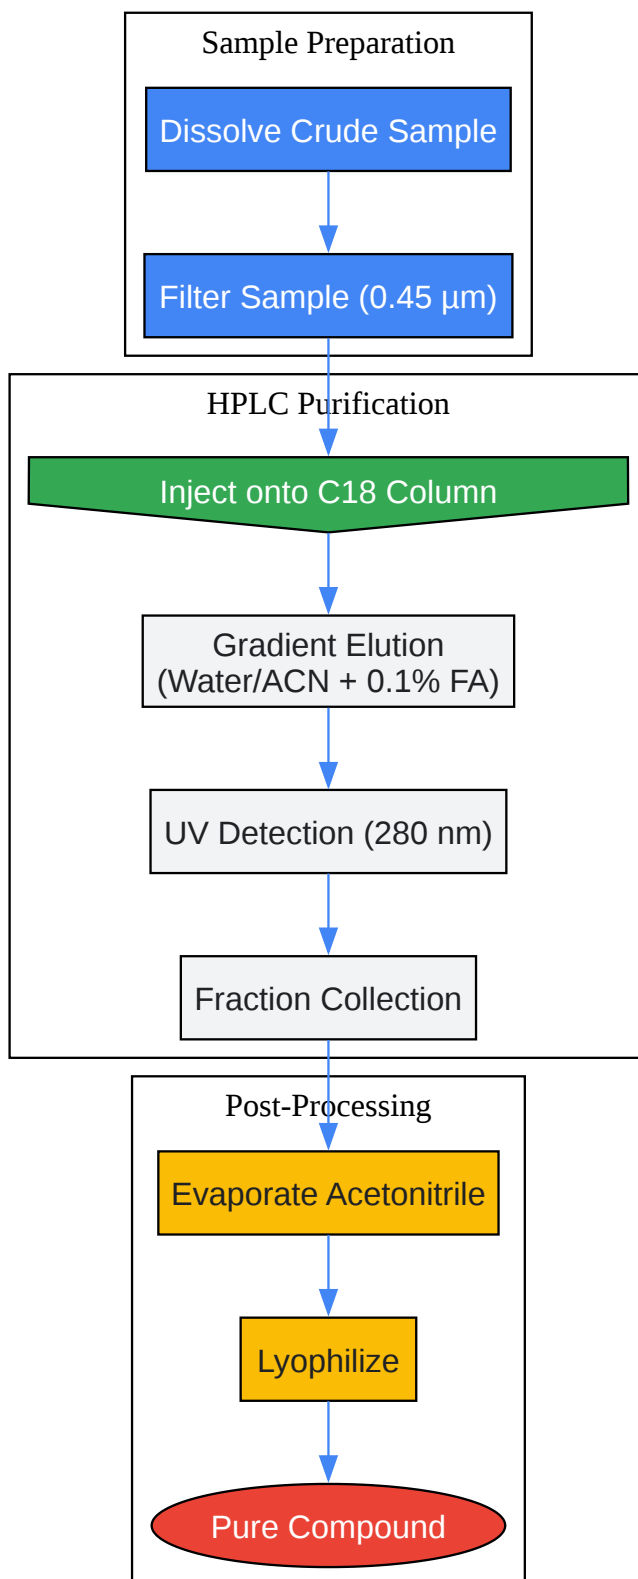 Sample Preparation
Dissolve Crude Sample
Filter Sample (0.45 µm)
HPLC Purification
Inject onto C18 Column
Gradient Elution
(Water/ACN + 0.1% FA)
UV Detection (280 nm)
Fraction Collection
Post-Processing
Evaporate Acetonitrile
Lyophilize
Pure Compound